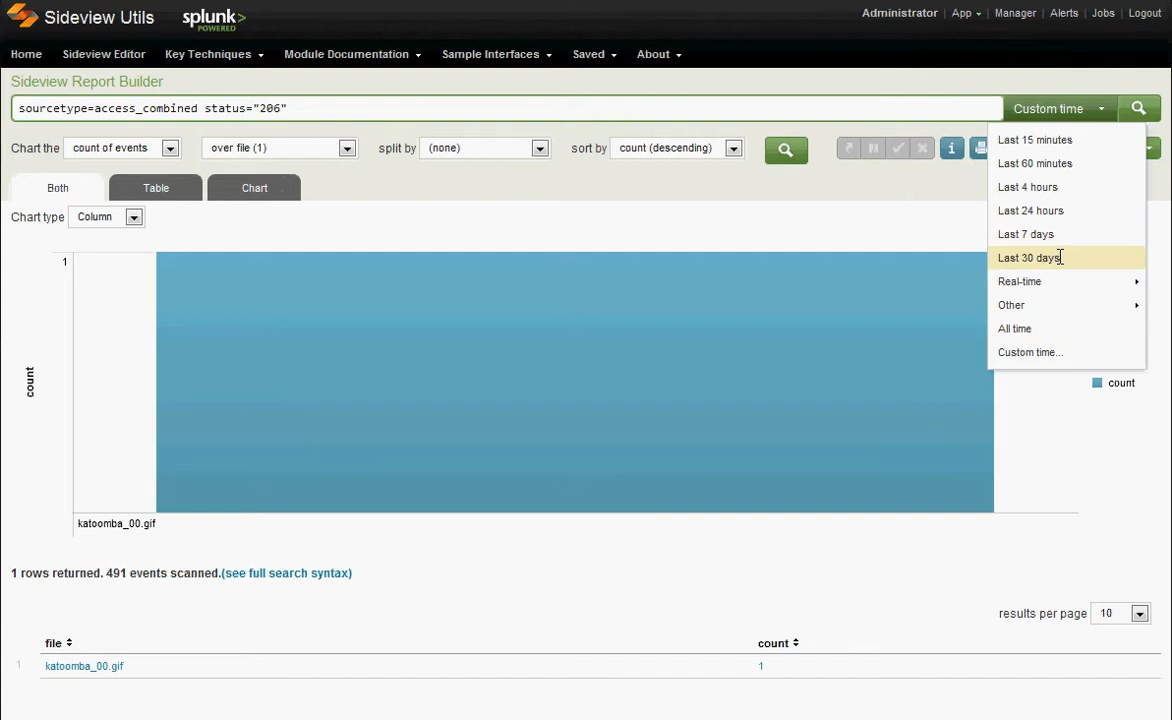 Sideview Utils
splunk>
POWERED
Administrator | App | Manager | Alerts | Jobs | Logout
Home Sideview Editor Key Techniques Module Documentation Sample Interfaces Saved About
Sideview Report Builder
sourcetype=access_combined status="206"
Custom time
Chart the count of events over file (1) split by (none) sort by count (descending)
Last 15 minutes
Last 60 minutes
Last 4 hours
Last 24 hours
Last 7 days
Last 30 days
Real-time
Other
All time
Custom time...
Both Table Chart
Chart type Column
1
count
count
katoomba_00.gif
1 rows returned. 491 events scanned.(see full search syntax)
results per page 10
file count
1 katoomba_00.gif 1